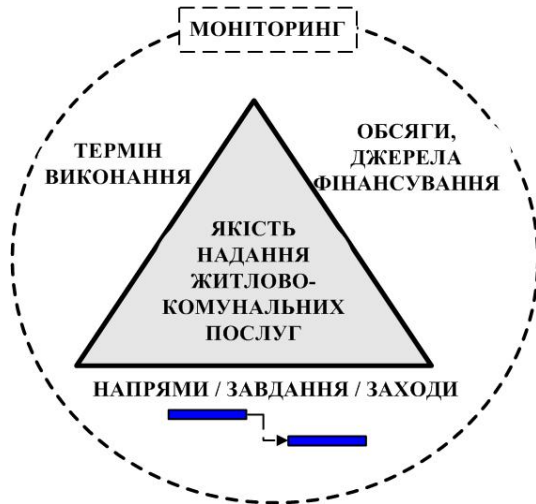 МОНІТОРИНГ
ТЕРМІН
ВИКОНАННЯ
ОБСЯГИ,
ДЖЕРЕЛА
ФІНАНСУВАННЯ
ЯКІСТЬ
НАДАННЯ
ЖИТЛОВО-
КОМУНАЛЬНИХ
ПОСЛУГ
НАПРЯМИ / ЗАВДАННЯ / ЗАХОДИ